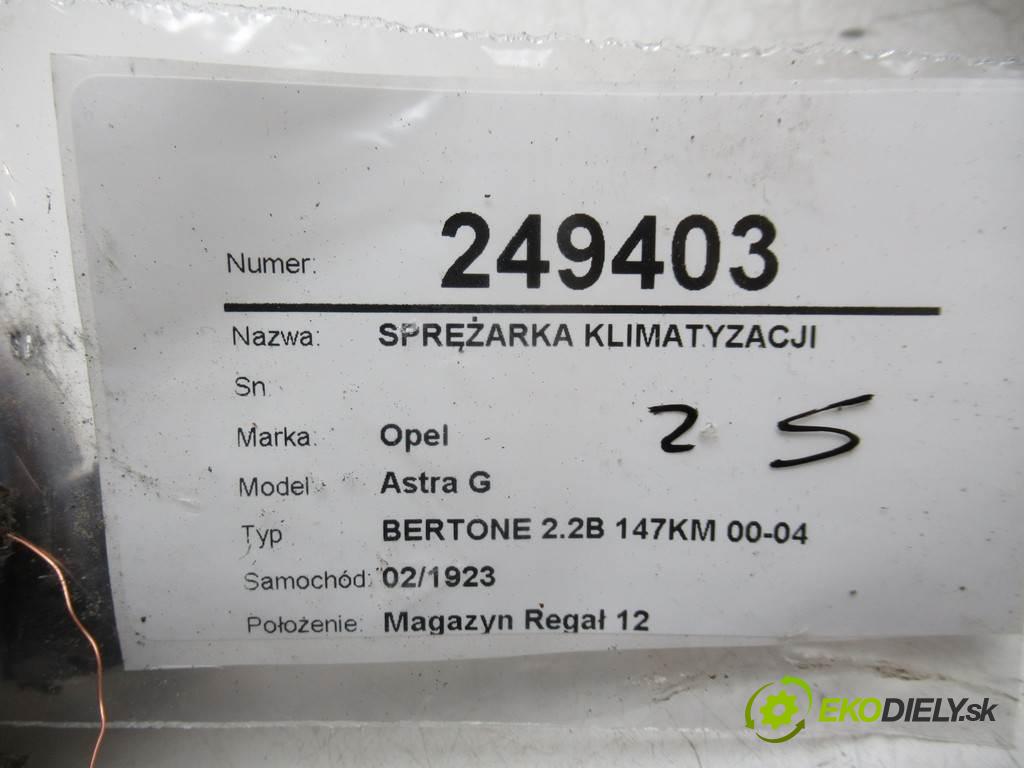 Numer: 249403
Nazwa: SPRĘŻARKA KLIMATYZACJI
Sn
Marka: Opel
2 5
Model Astra G
Typ BERTONE 2.2B 147KM 00-04
Samochód: 02/1923
Położenie: Magazyn Regał 12
EKODIELY.sk